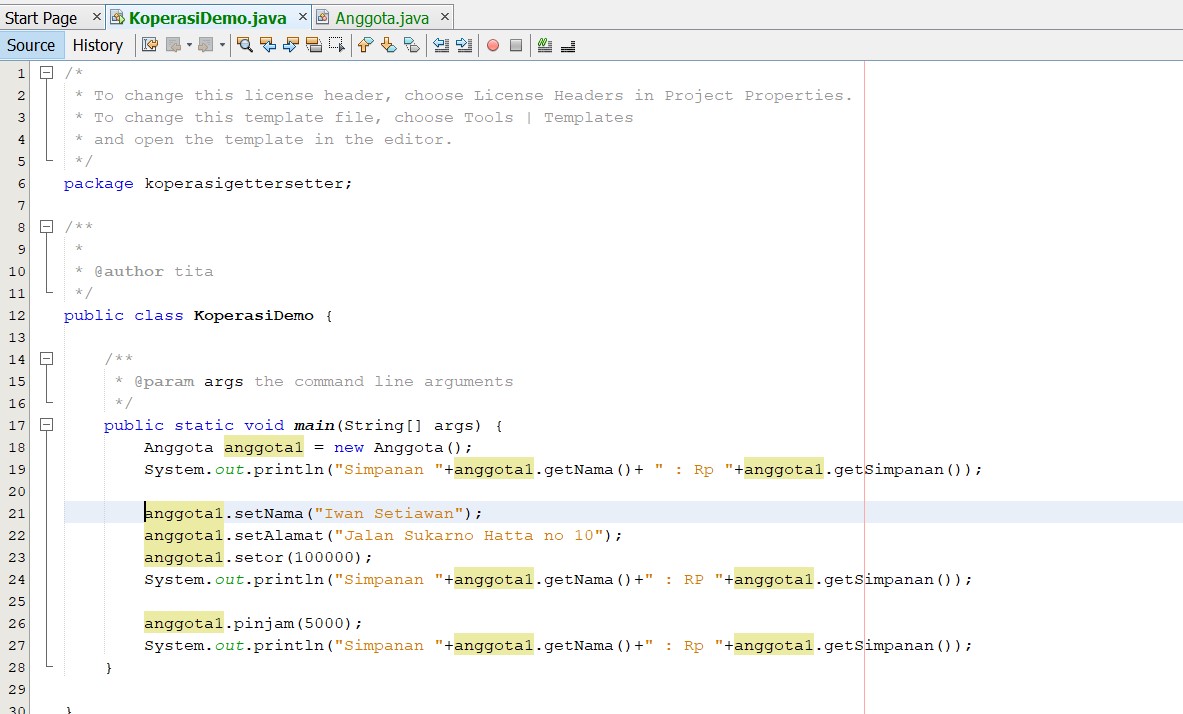 Start Page KoperasiDemo.java Anggota.java
Source History
1 /*
2 * To change this license header, choose License Headers in Project Properties.
3 * To change this template file, choose Tools | Templates
4 * and open the template in the editor.
5 */
6 package koperasigettersetter;
7
8 /**
9 *
10 * @author tita
11 */
12 public class KoperasiDemo {
13
14 /**
15 * @param args the command line arguments
16 */
17 public static void main(String[] args) {
18 Anggota anggota1 = new Anggota();
19 System.out.println("Simpanan "+anggota1.getNama()+ " : Rp "+anggota1.getSimpanan());
20
21 anggota1.setNama("Iwan Setiawan");
22 anggota1.setAlamat("Jalan Sukarno Hatta no 10");
23 anggota1.setor(100000);
24 System.out.println("Simpanan "+anggota1.getNama()+" : RP "+anggota1.getSimpanan());
25
26 anggota1.pinjam(5000);
27 System.out.println("Simpanan "+anggota1.getNama()+" : Rp "+anggota1.getSimpanan());
28 }
29
30 }